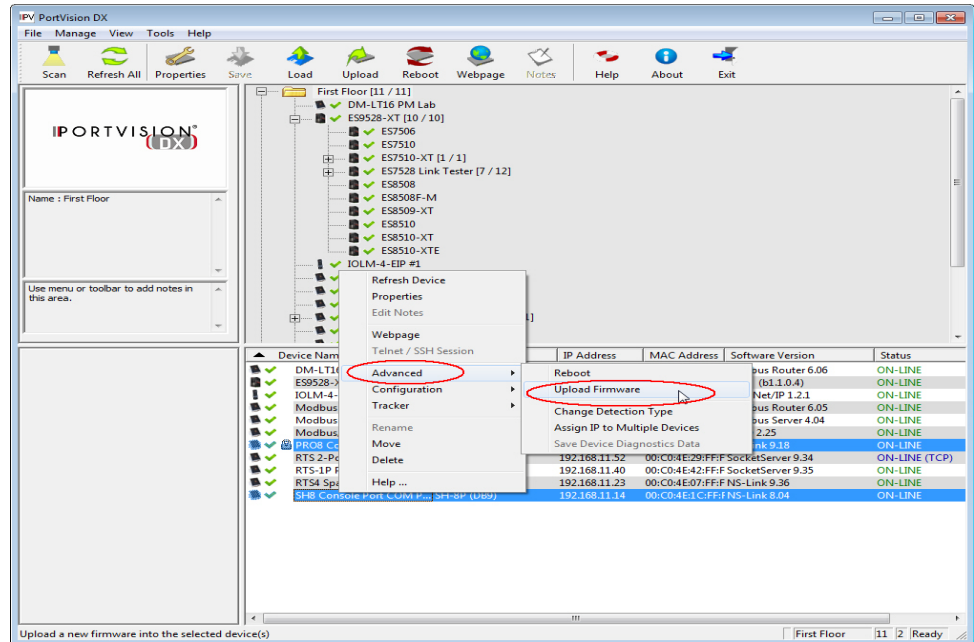 PortVision DX
File Manage View Tools Help
Scan Refresh All Properties Save Load Upload Reboot Webpage Notes Help About Exit
PORTVISION® DX
Name : First Floor
Use menu or toolbar to add notes in
this area.
First Floor [11 / 11]
DM-LT16 PM Lab
ES9528-XT [10 / 10]
ES7506
ES7510
ES7510-XT [1 / 1]
ES7528 Link Tester [7 / 12]
ES8508
ES8508F-M
ES8509-XT
ES8510
ES8510-XT
ES8510-XTE
IOLM-4-EIP #1
Refresh Device
Properties
Edit Notes
Webpage
Telnet / SSH Session
Advanced
Configuration
Tracker
Rename
Move
Delete
Help ...
Reboot
Upload Firmware
Change Detection Type
Assign IP to Multiple Devices
Save Device Diagnostics Data
Device Nam IP Address MAC Address Software Version Status
DM-LT16 bus Router 6.06 ON-LINE
ES9528-X (b1.1.0.4) ON-LINE
IOLM-4- Net/IP 1.2.1 ON-LINE
Modbus bus Router 6.05 ON-LINE
Modbus bus Server 4.04 ON-LINE
Modbus 2.25 ON-LINE
PRO8 Co nk 9.18 ON-LINE
RTS 2-Po 192.168.11.52 00:C0:4E:29:FF:F SocketServer 9.34 ON-LINE (TCP)
RTS-1P P 192.168.11.40 00:C0:4E:42:FF:F SocketServer 9.35 ON-LINE
RTS4 Spa 192.168.11.23 00:C0:4E:07:FF:F NS-Link 9.36 ON-LINE
SH8 Console Port COM P... SH-8P (DB9) 192.168.11.14 00:C0:4E:1C:FF:F NS-Link 8.04 ON-LINE
Upload a new firmware into the selected device(s) First Floor 11 2 Ready